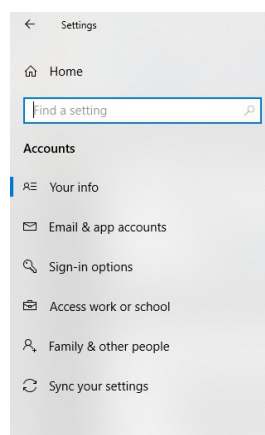 Settings
Home
Find a setting
Accounts
Your info
Email & app accounts
Sign-in options
Access work or school
Family & other people
Sync your settings